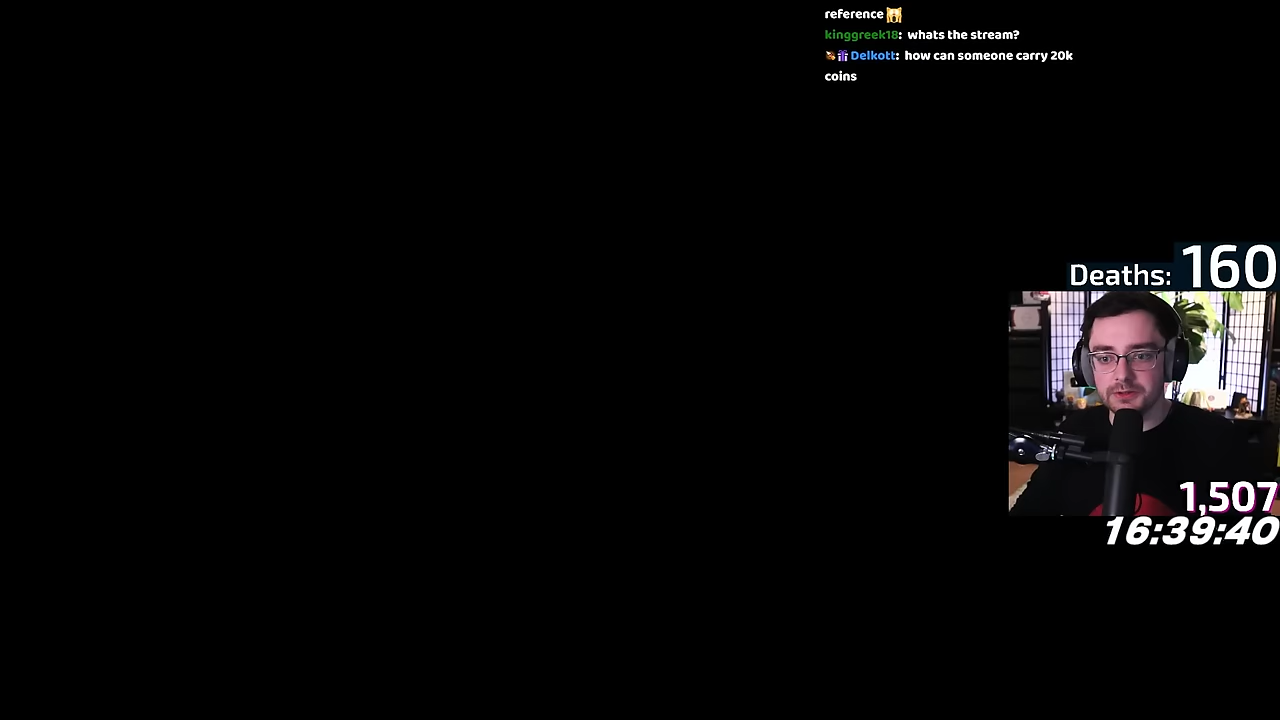 reference
kinggreek18: whats the stream?
Delkott: how can someone carry 20k
coins
Deaths: 160
1,507
16:39:40